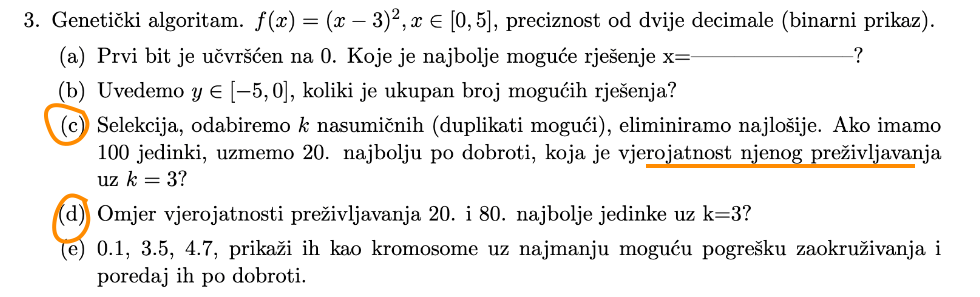 3. Genetički algoritam. f(x) = (x − 3)², x ∈ [0, 5], preciznost od dvije decimale (binarni prikaz).
(a) Prvi bit je učvršćen na 0. Koje je najbolje moguće rješenje x=———————?
(b) Uvedemo y ∈ [−5, 0], koliki je ukupan broj mogućih rješenja?
(c) Selekcija, odabiremo k nasumičnih (duplikati mogući), eliminiramo najlošije. Ako imamo
100 jedinki, uzmemo 20. najbolju po dobroti, koja je vjerojatnost njenog preživljavanja
uz k = 3?
(d) Omjer vjerojatnosti preživljavanja 20. i 80. najbolje jedinke uz k=3?
(e) 0.1, 3.5, 4.7, prikaži ih kao kromosome uz najmanju moguću pogrešku zaokruživanja i
poredaj ih po dobroti.